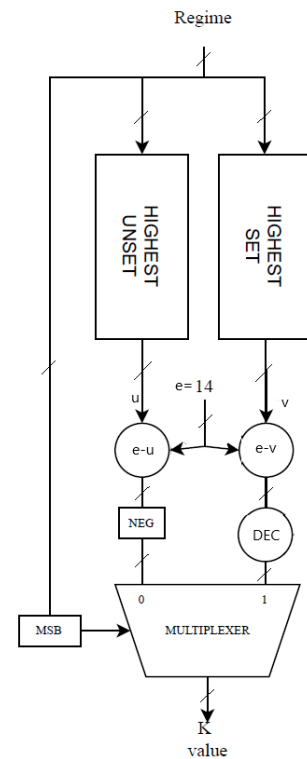 Regime
HIGHEST
UNSET
HIGHEST
SET
u
e=14
v
e-u
e-v
NEG
DEC
0
1
MSB
MULTIPLEXER
K
value